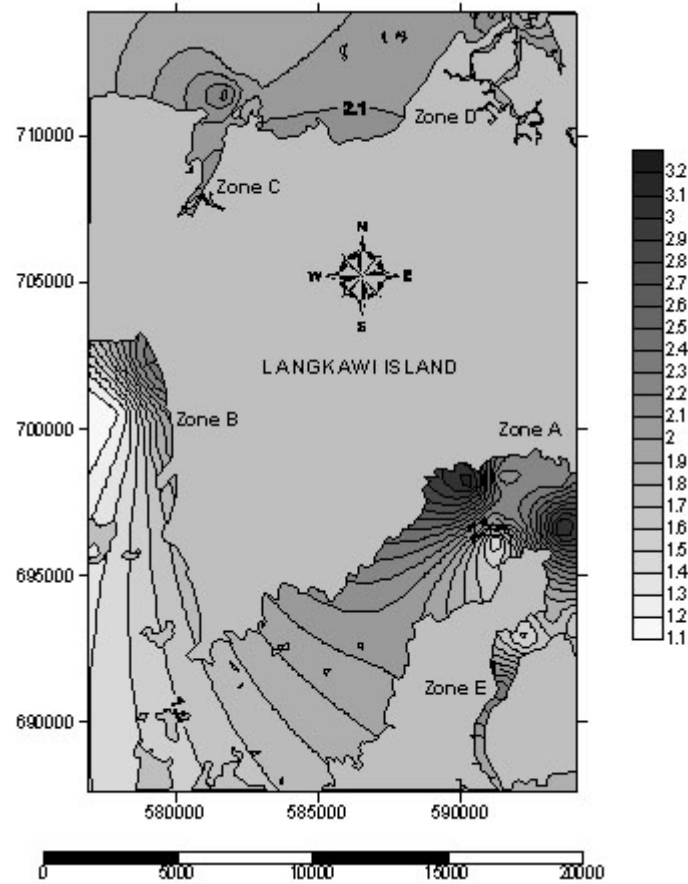 2.1
710000
Zone D
Zone C
N
W E
S
705000
LANGKAWI ISLAND
700000
Zone B
Zone A
695000
Zone E
690000
580000 585000 590000
3.2
3.1
3
2.9
2.8
2.7
2.6
2.5
2.4
2.3
2.2
2.1
2
1.9
1.8
1.7
1.6
1.5
1.4
1.3
1.2
1.1
0 5000 10000 15000 20000